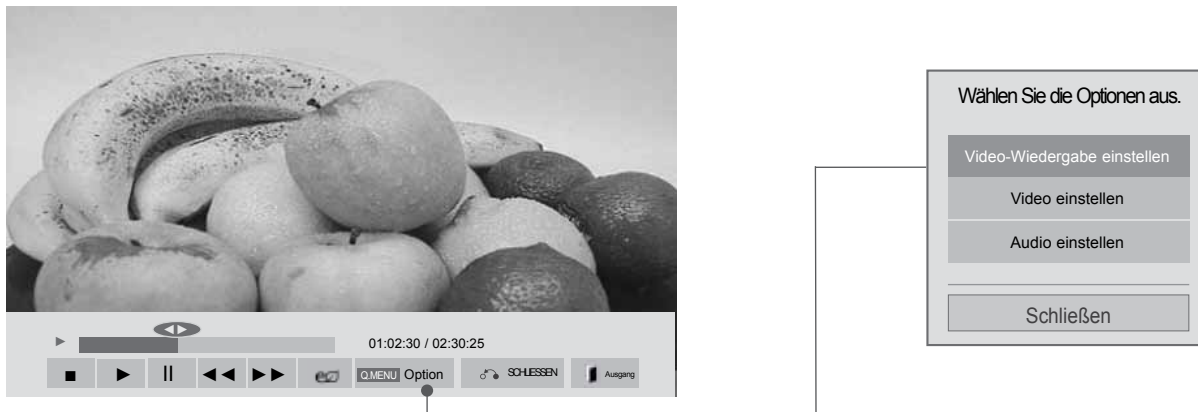 01:02:30 / 02:30:25
Q.MENU Option
SCHLIESSEN
Ausgang
Wählen Sie die Optionen aus.
Video-Wiedergabe einstellen
Video einstellen
Audio einstellen
Schließen